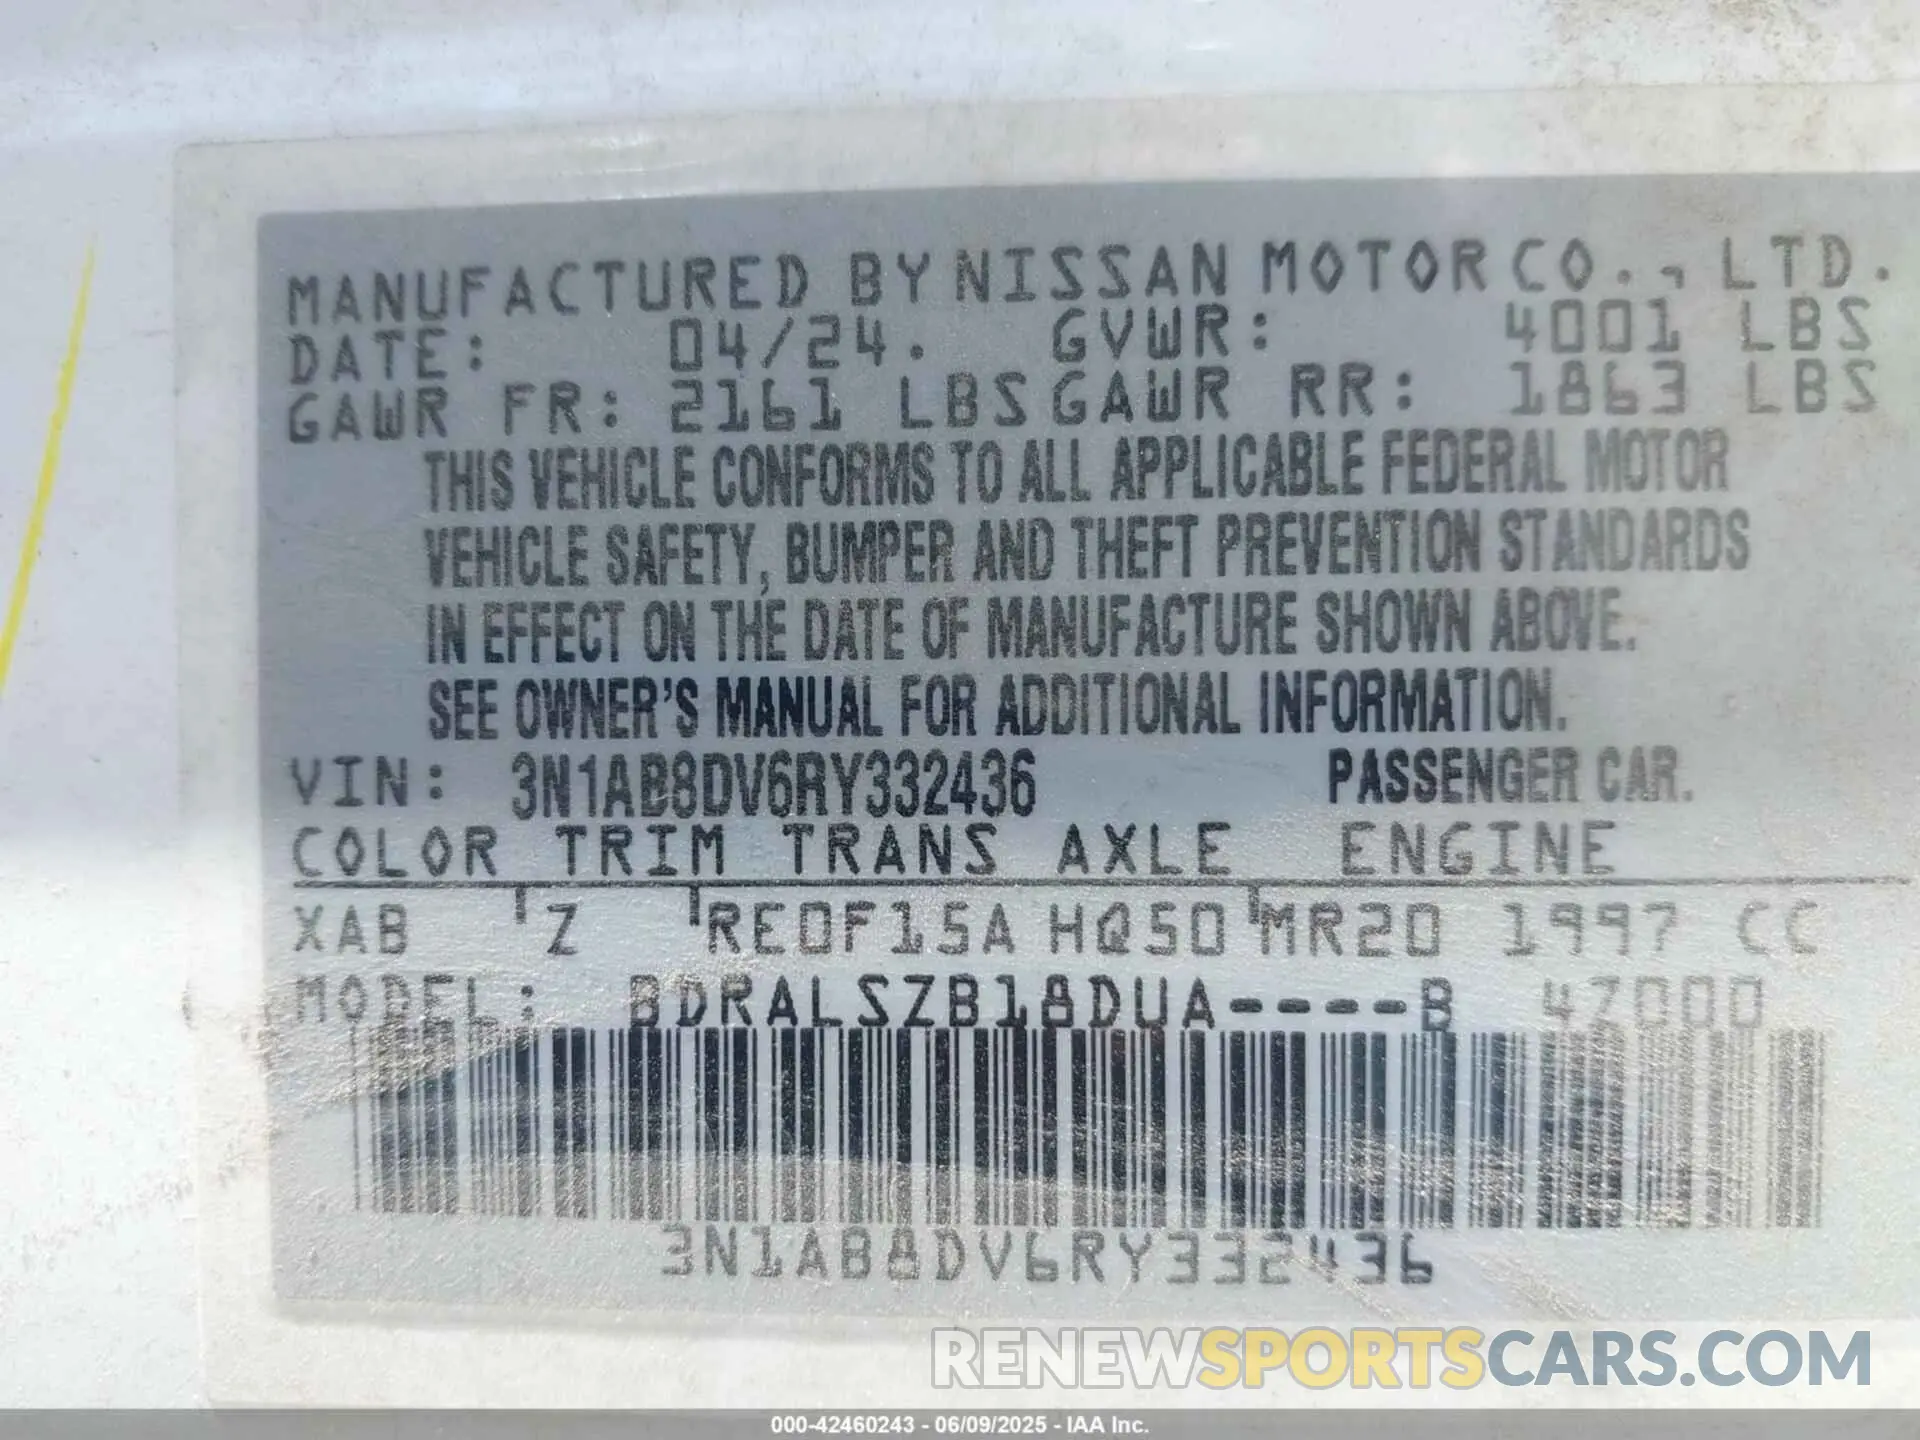 MANUFACTURED BY NISSAN MOTOR CO., LTD.
DATE: 04/24. GVWR: 4001 LBS
GAWR FR: 2161 LBS GAWR RR: 1863 LBS
THIS VEHICLE CONFORMS TO ALL APPLICABLE FEDERAL MOTOR
VEHICLE SAFETY, BUMPER AND THEFT PREVENTION STANDARDS
IN EFFECT ON THE DATE OF MANUFACTURE SHOWN ABOVE.
SEE OWNER'S MANUAL FOR ADDITIONAL INFORMATION.
VIN: 3N1AB8DV6RY332436 PASSENGER CAR.
COLOR TRIM TRANS AXLE ENGINE
XAB Z RE0F15A HQ50 MR20 1997 CC
MODEL: BDRALSZB18DUA----B 4Z000
3N1AB8DV6RY332436
RENEWSPORTSCARS.COM
000-42460243 - 06/09/2025 - IAA Inc.